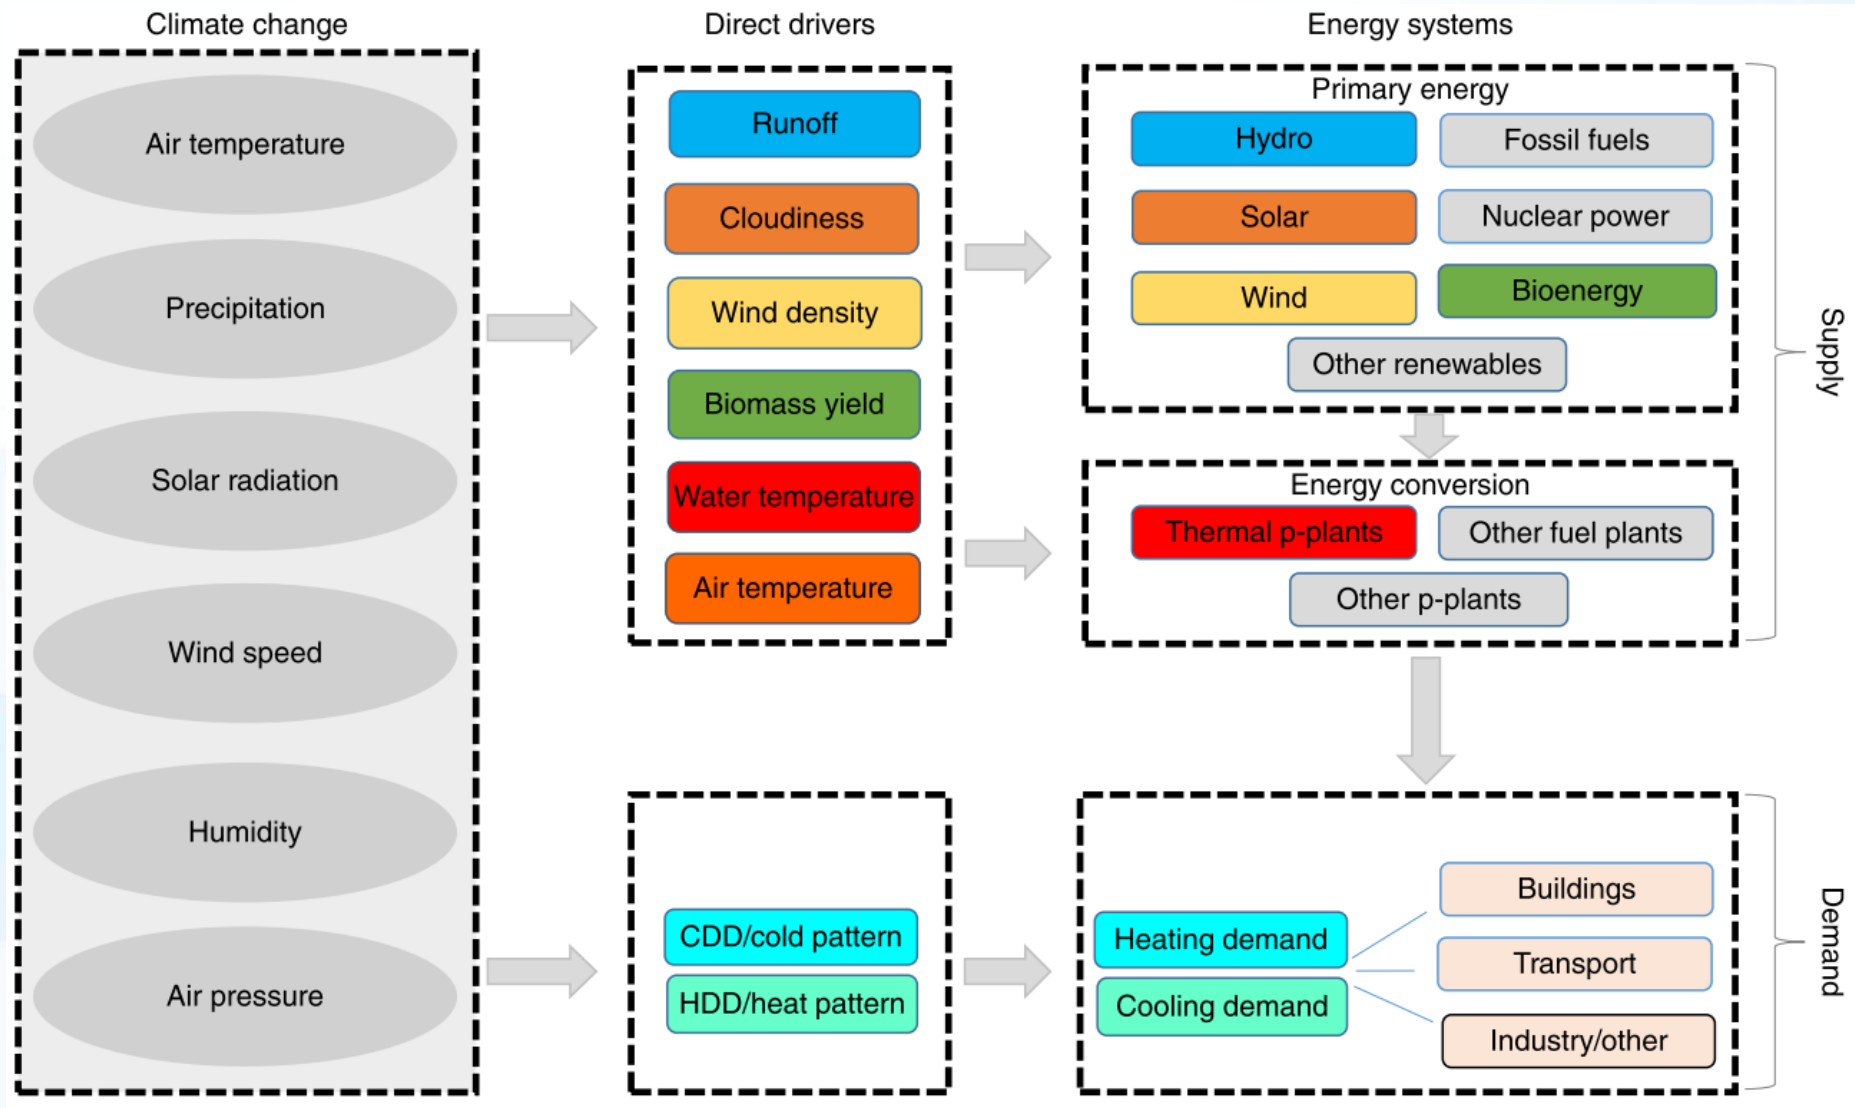 Climate change
Air temperature
Precipitation
Solar radiation
Wind speed
Humidity
Air pressure
Direct drivers
Runoff
Cloudiness
Wind density
Biomass yield
Water temperature
Air temperature
CDD/cold pattern
HDD/heat pattern
Energy systems
Primary energy
Hydro
Fossil fuels
Solar
Nuclear power
Wind
Bioenergy
Other renewables
Energy conversion
Thermal p-plants
Other fuel plants
Other p-plants
Supply
Heating demand
Cooling demand
Buildings
Transport
Industry/other
Demand